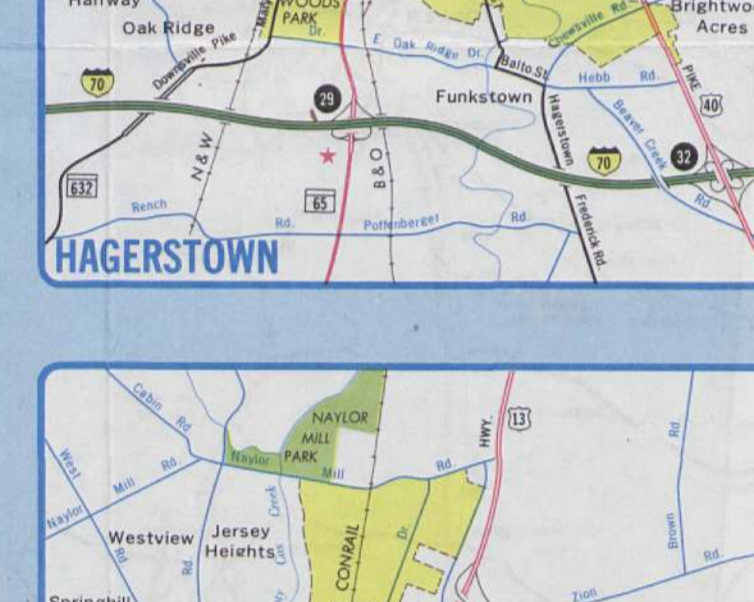 Halfway
WOODS
PARK
Oak Ridge
Dr.
E Oak Ridge Dr.
Downsville Pike
Balto. St.
Chewsville Rd.
Acres
PIKE
40
70
29
Funkstown
Hebb Rd.
Beaver Creek
Rd.
Hagerstown
Frederick Rd.
70
32
N & W
B & O
632
65
Rench
Rd.
Poffenberger
Rd.
HAGERSTOWN
Cabin
Rd
NAYLOR
MILL
PARK
HWY.
13
West
Rd
Naylor
Mill
Rd.
Naylor
Mill
Rd.
Creek
Westview
Jersey
Heights
Rd.
CONRAIL
Dr.
Rd.
Brown
Zion
Rd.
Springhill